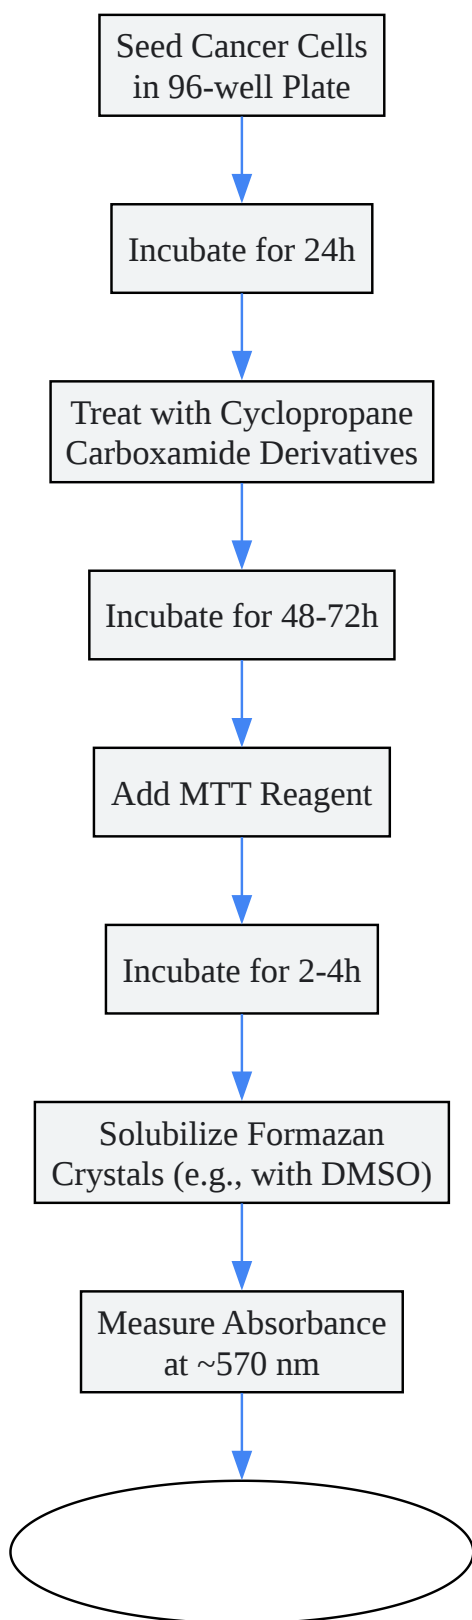 Seed Cancer Cells
in 96-well Plate
Incubate for 24h
Treat with Cyclopropane
Carboxamide Derivatives
Incubate for 48-72h
Add MTT Reagent
Incubate for 2-4h
Solubilize Formazan
Crystals (e.g., with DMSO)
Measure Absorbance
at ~570 nm